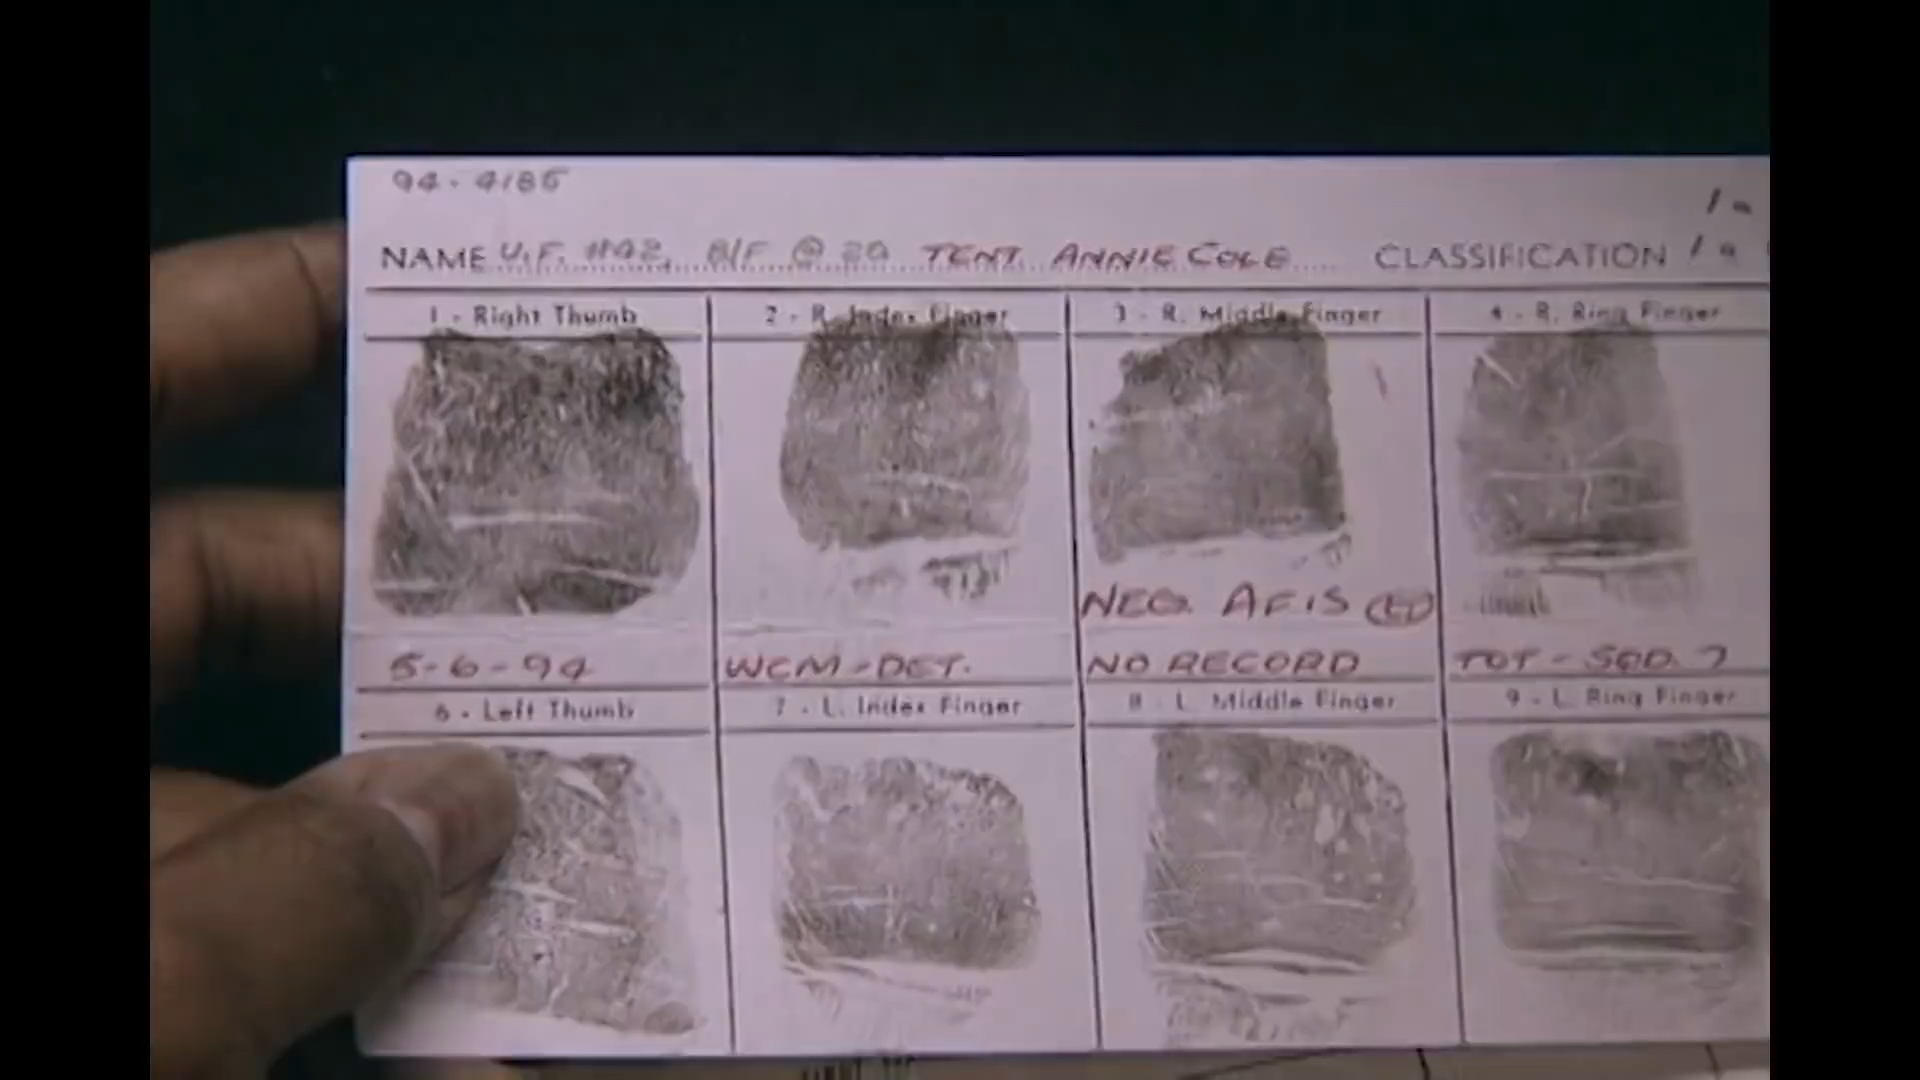 94-4185
NAME U.F. #42, B/F @ 20 TENT. ANNIE COLE CLASSIFICATION
1 - Right Thumb 2 - R. Index Finger 3 - R. Middle Finger 4 - R. Ring Finger
NEG. AFIS
5-6-94 WCM-DET. NO RECORD TOT - SQD. 7
6 - Left Thumb 7 - L. Index Finger 8 - L. Middle Finger 9 - L. Ring Finger